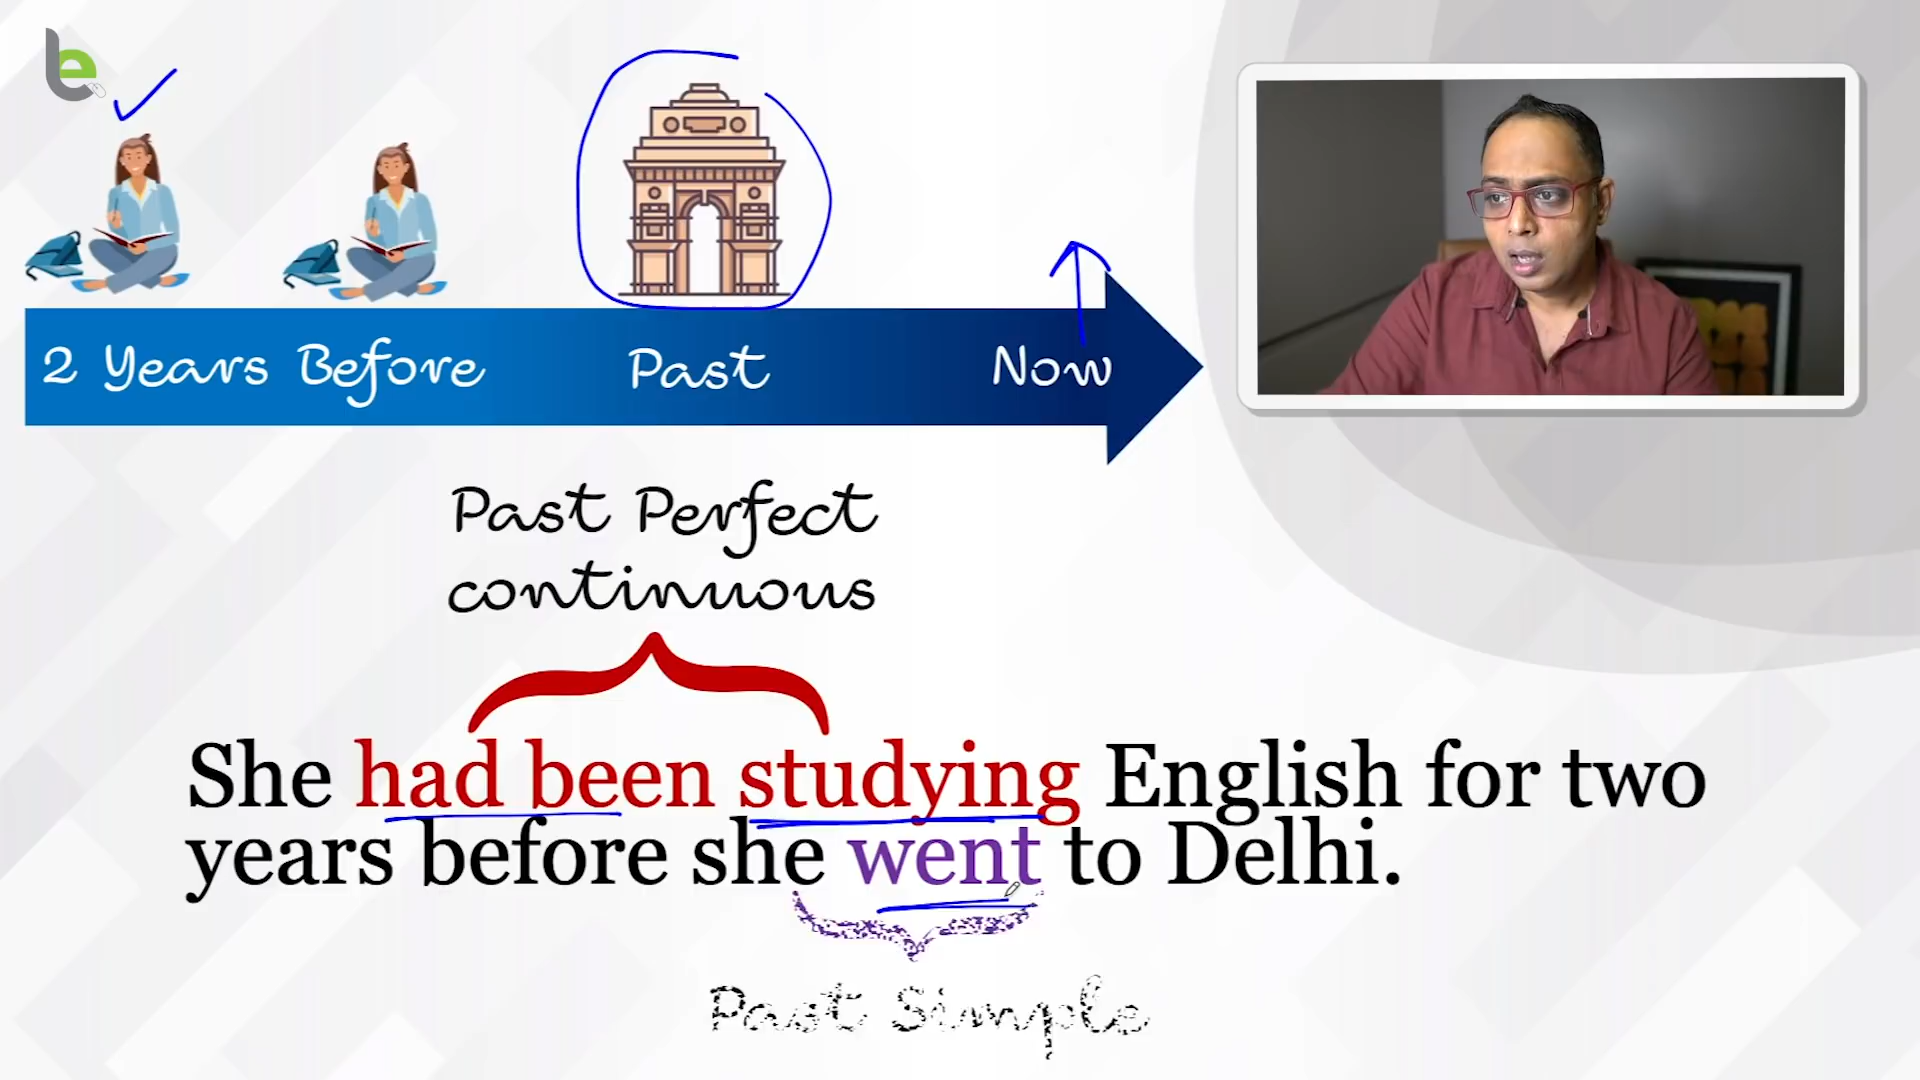 be
2 Years Before Past Now
Past Perfect
continuous
She had been studying English for two
years before she went to Delhi.
Past Simple